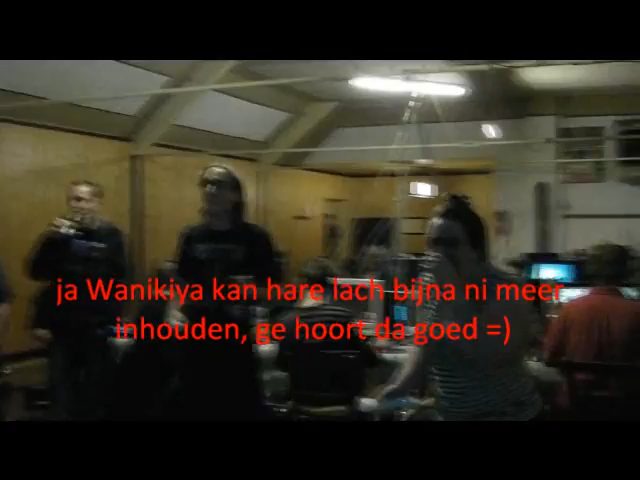 ja Wanikiya kan hare lach bijna ni meer
inhouden, ge hoort da goed =)